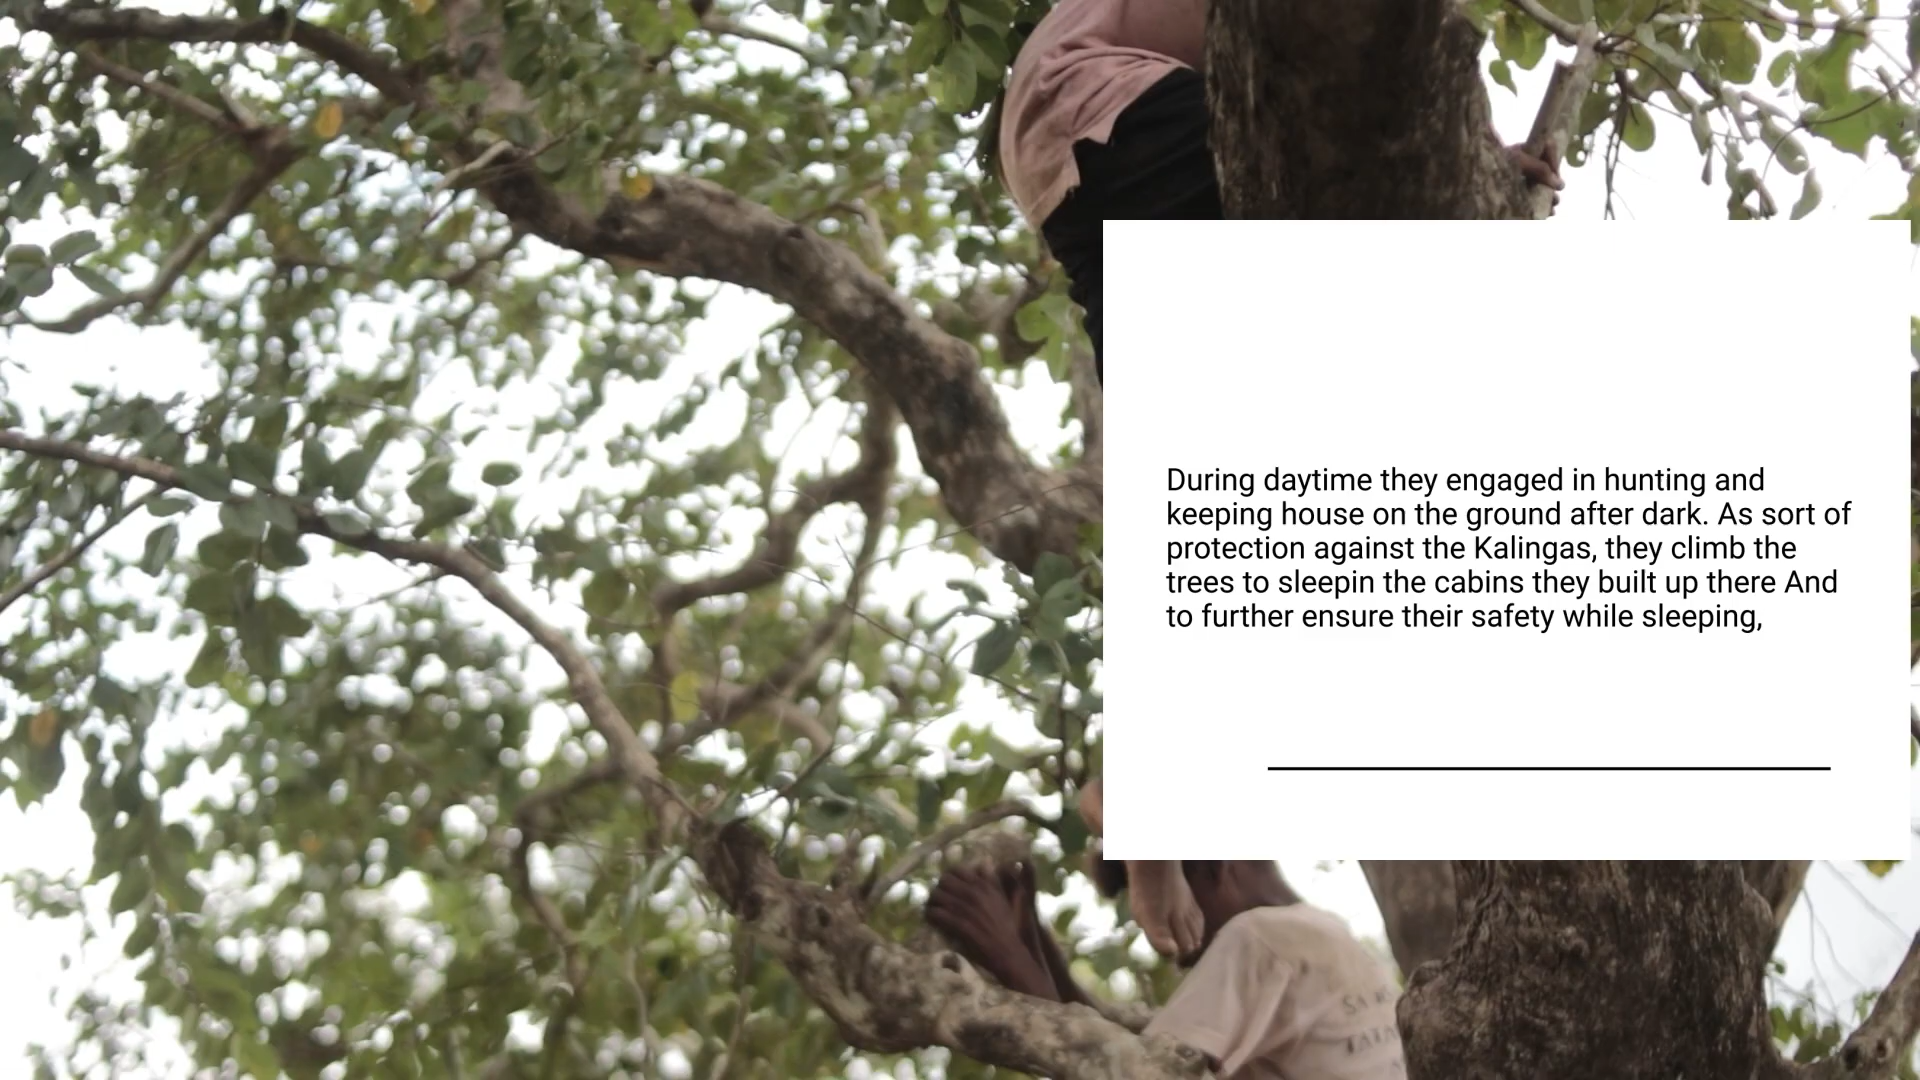 During daytime they engaged in hunting and
keeping house on the ground after dark. As sort of
protection against the Kalingas, they climb the
trees to sleepin the cabins they built up there And
to further ensure their safety while sleeping,